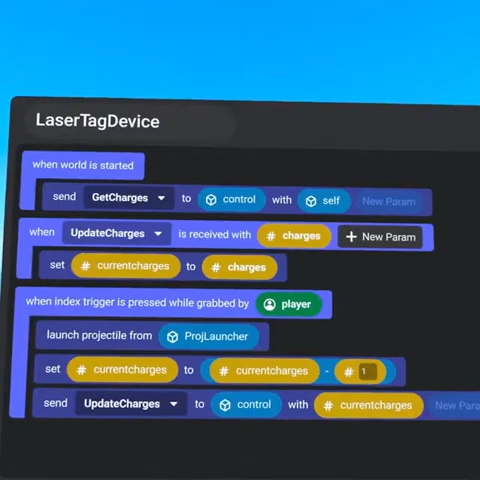 LaserTagDevice
when world is started
send GetCharges to control with self New Param
when UpdateCharges is received with # charges + New Param
set # currentcharges to # charges
when index trigger is pressed while grabbed by player
launch projectile from ProjLauncher
set # currentcharges to # currentcharges - # 1
send UpdateCharges to control with # currentcharges New Para